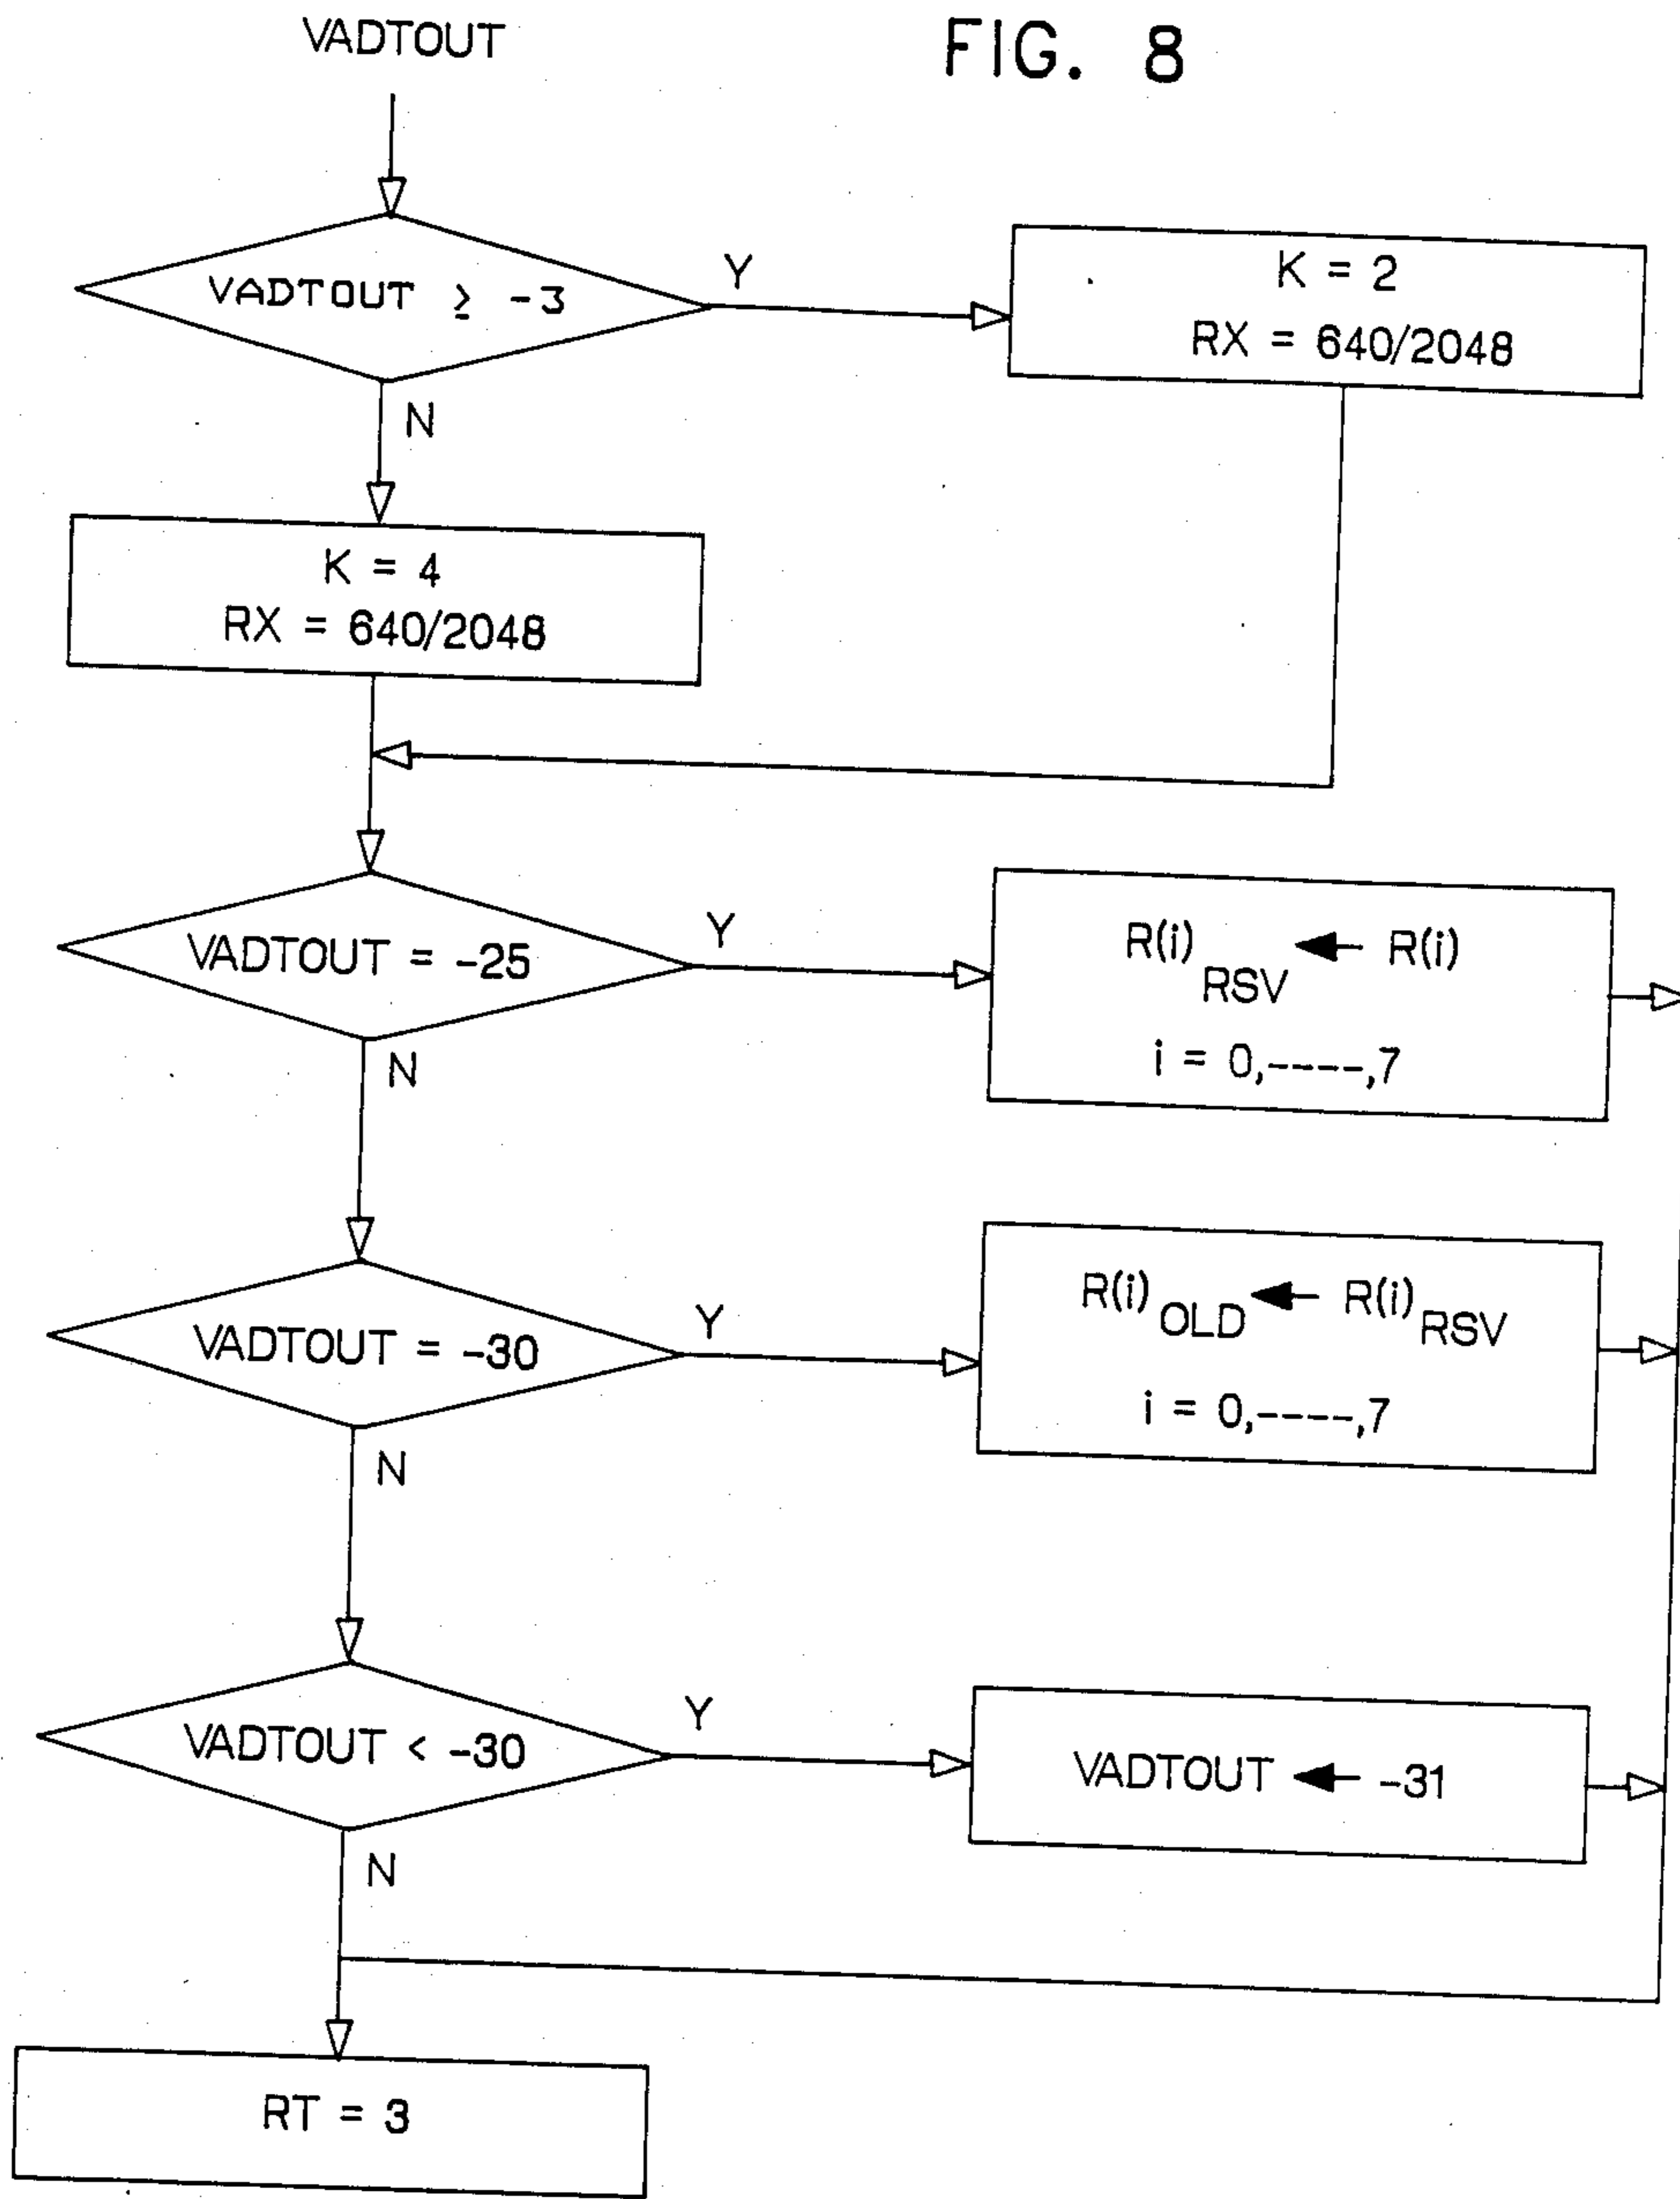 VADTOUT
FIG. 8
VADTOUT ≥ -3
Y
K = 2
RX = 640/2048
N
K = 4
RX = 640/2048
VADTOUT = -25
Y
R(i) RSV ← R(i)
i = 0,----,7
N
VADTOUT = -30
Y
R(i) OLD ← R(i) RSV
i = 0,----,7
N
VADTOUT < -30
Y
VADTOUT ← -31
N
RT = 3